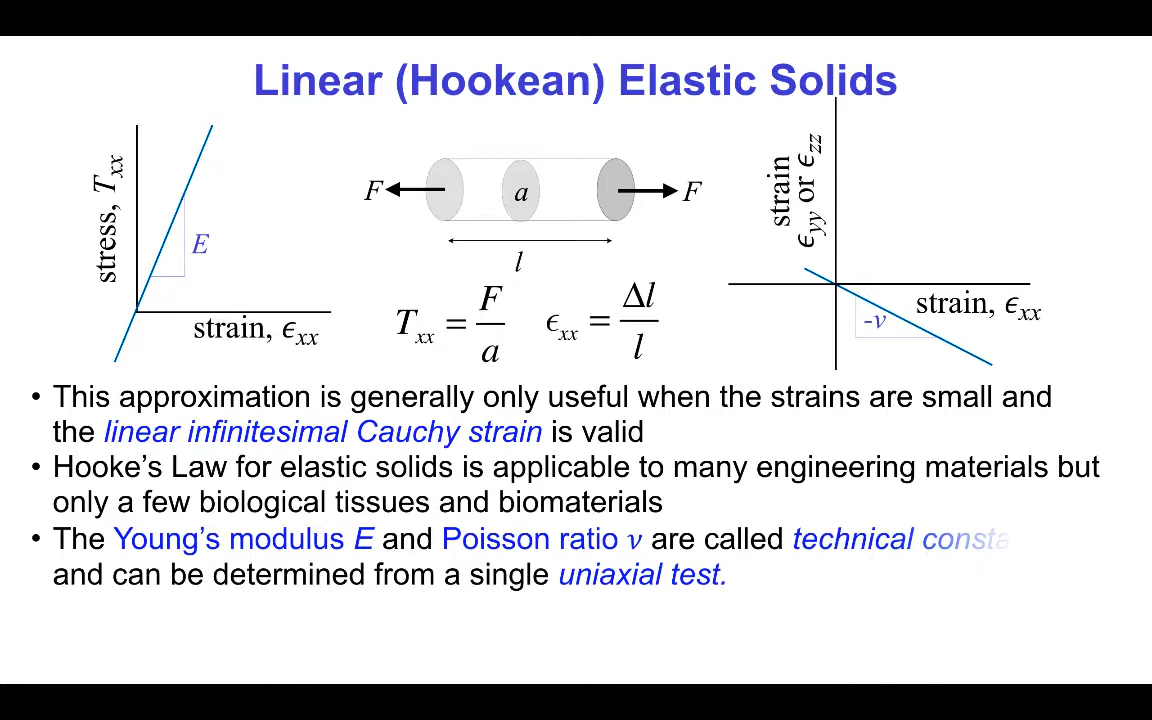 Linear (Hookean) Elastic Solids
stress, Txx
E
strain, ϵxx
F
a
F
l
Txx = F/a
ϵxx = Δl/l
strain
ϵyy or ϵzz
strain, ϵxx
-ν
• This approximation is generally only useful when the strains are small and
the linear infinitesimal Cauchy strain is valid
• Hooke’s Law for elastic solids is applicable to many engineering materials but
only a few biological tissues and biomaterials
• The Young’s modulus E and Poisson ratio ν are called technical
and can be determined from a single uniaxial test.